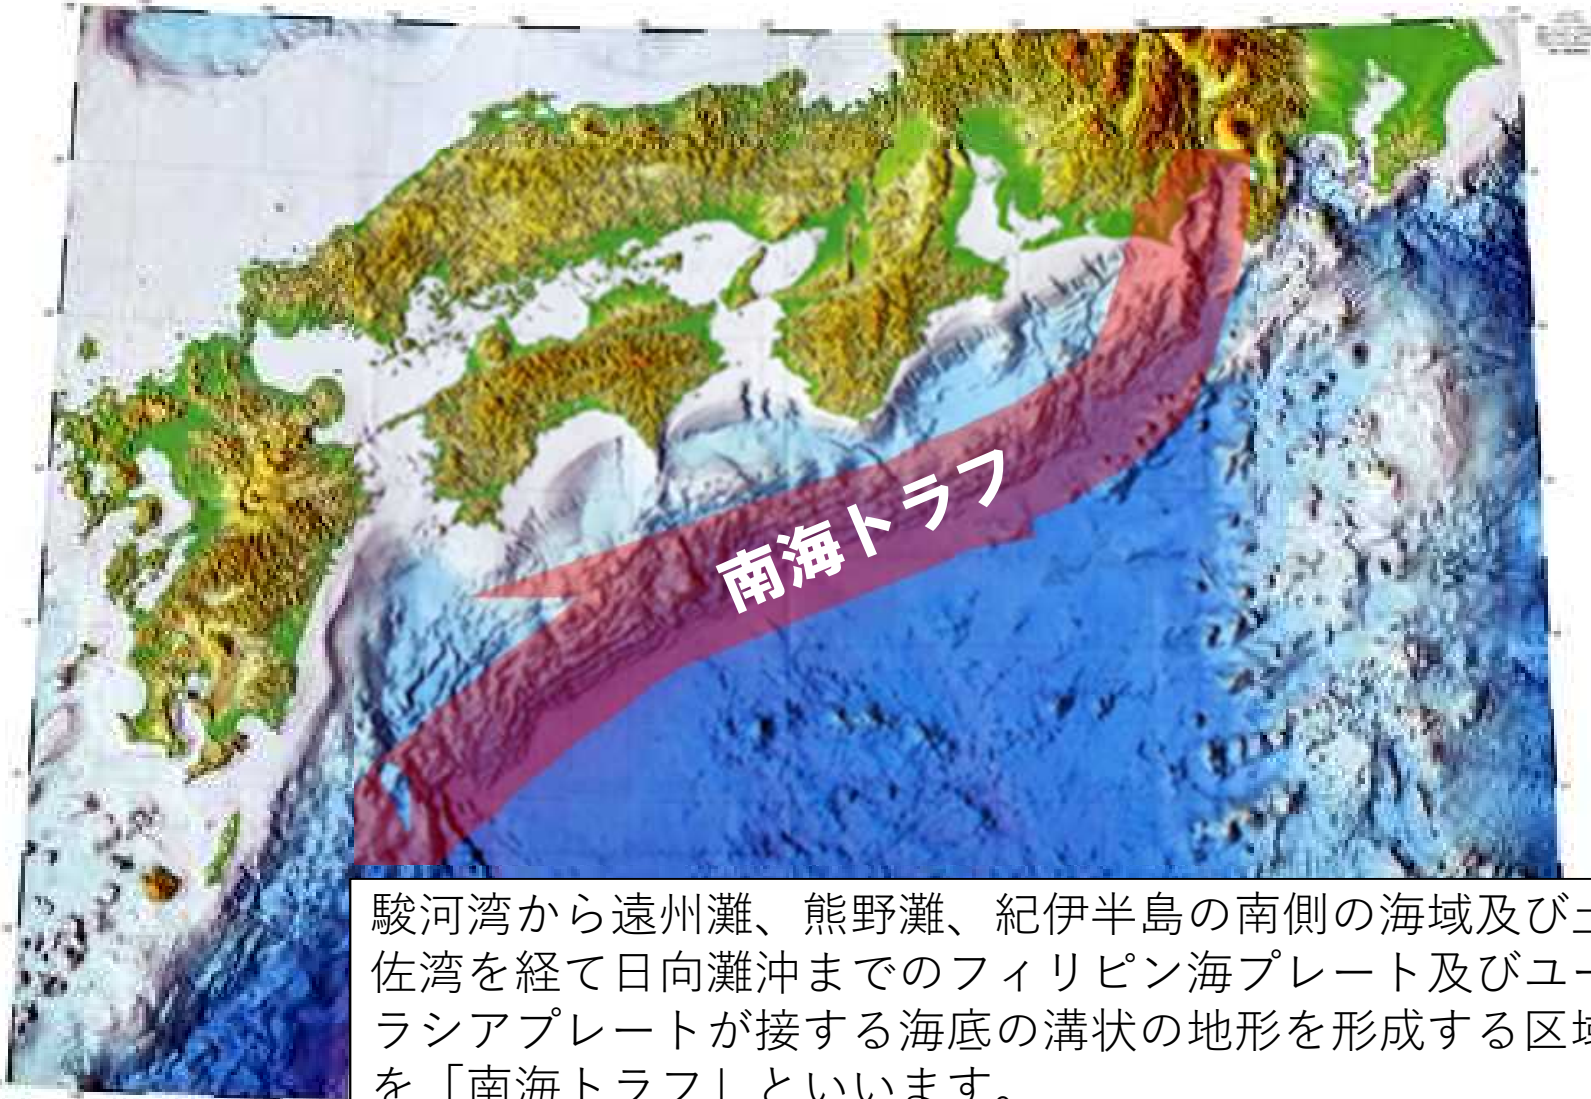 南海トラフ
駿河湾から遠州灘、熊野灘、紀伊半島の南側の海域及び土
佐湾を経て日向灘沖までのフィリピン海プレート及びユー
ラシアプレートが接する海底の溝状の地形を形成する区域
を「南海トラフ」といいます。